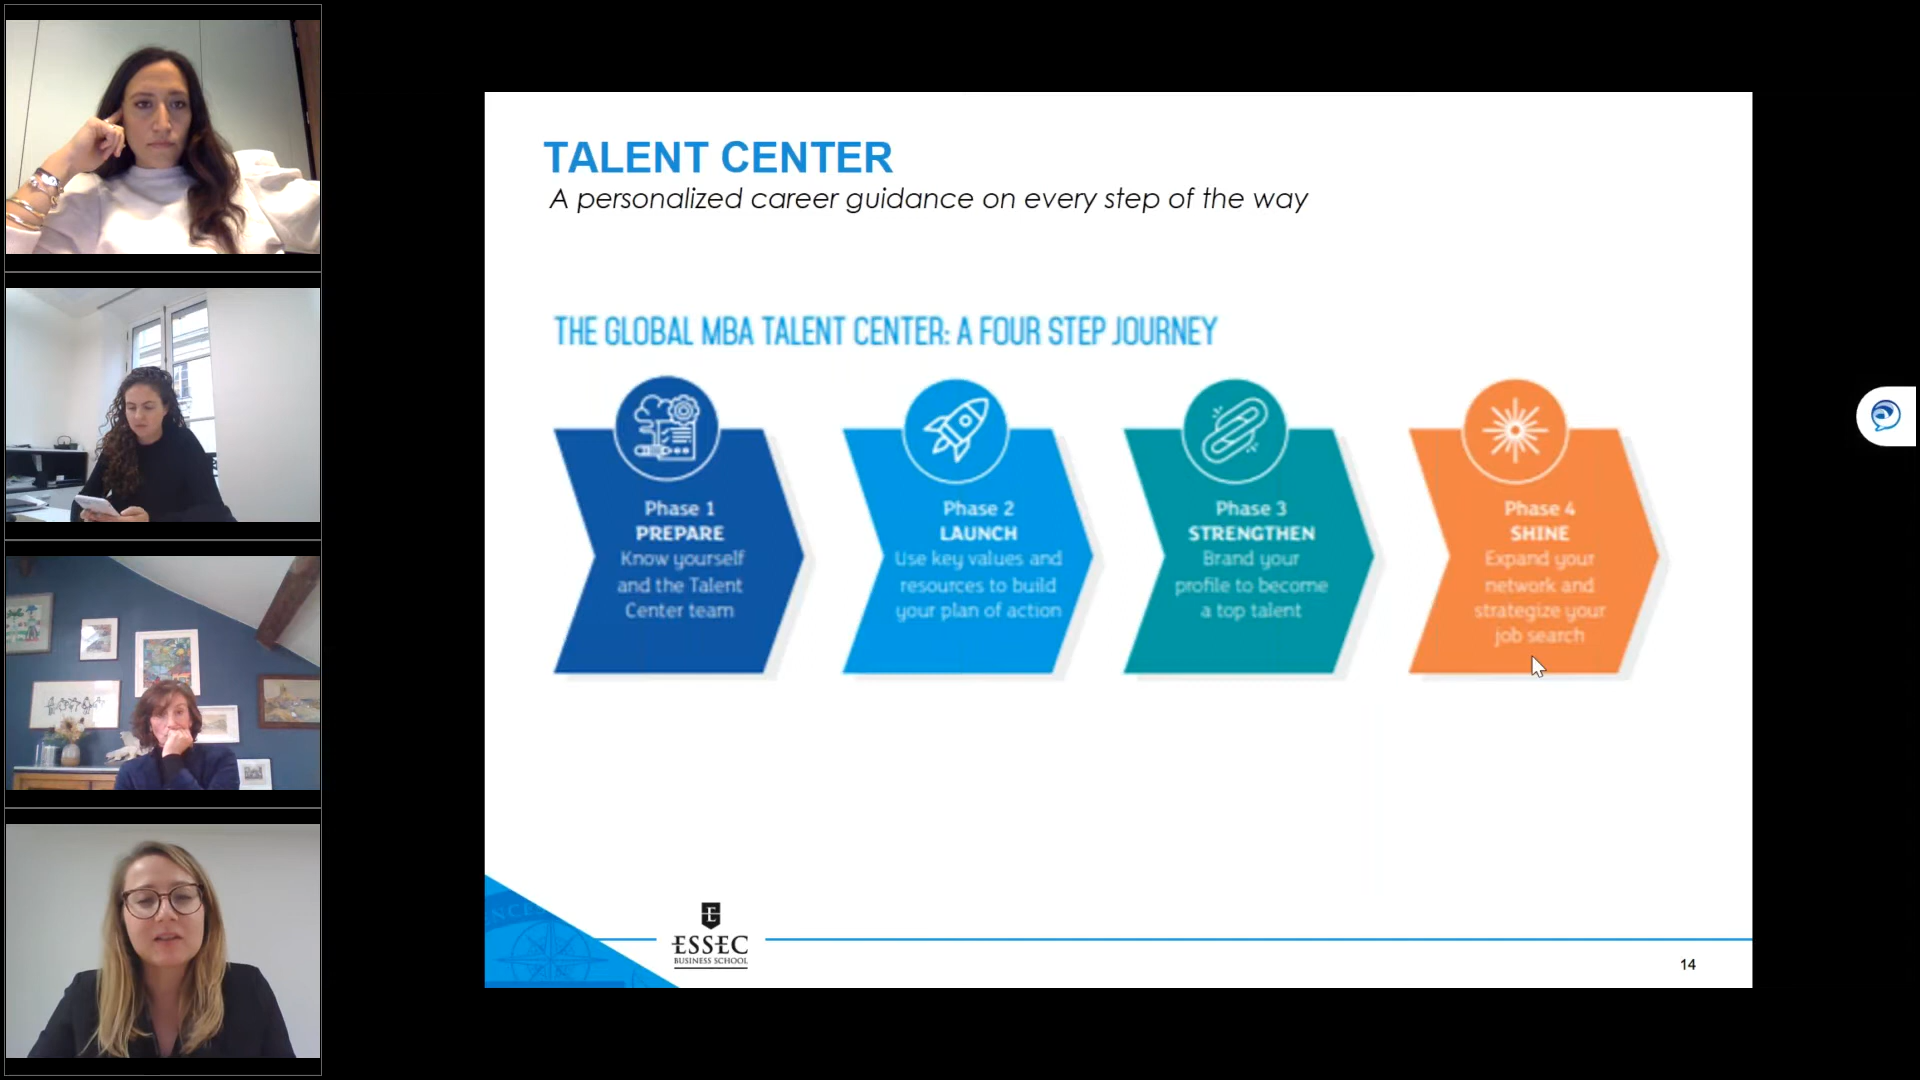 TALENT CENTER
A personalized career guidance on every step of the way
THE GLOBAL MBA TALENT CENTER: A FOUR STEP JOURNEY
Phase 1
PREPARE
Know yourself
and the Talent
Center team
Phase 2
LAUNCH
Use key values and
resources to build
your plan of action
Phase 3
STRENGTHEN
Brand your
profile to become
a top talent
Phase 4
SHINE
Expand your
network and
strategize your
job search
ESSEC
BUSINESS SCHOOL
14